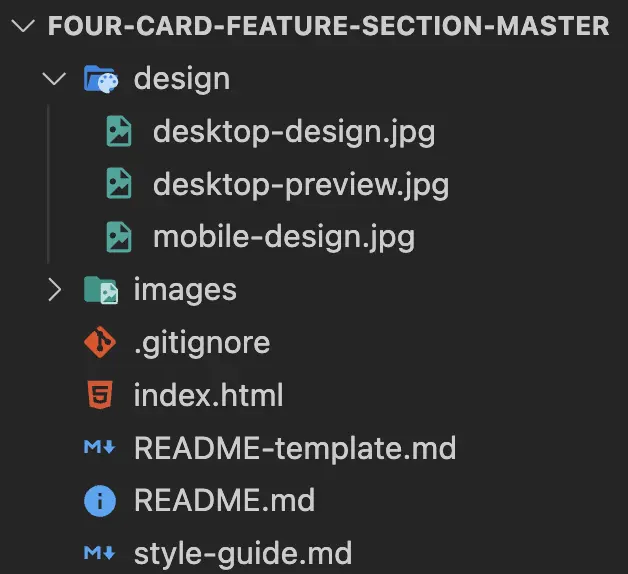 FOUR-CARD-FEATURE-SECTION-MASTER
design
desktop-design.jpg
desktop-preview.jpg
mobile-design.jpg
images
.gitignore
index.html
README-template.md
README.md
style-guide.md